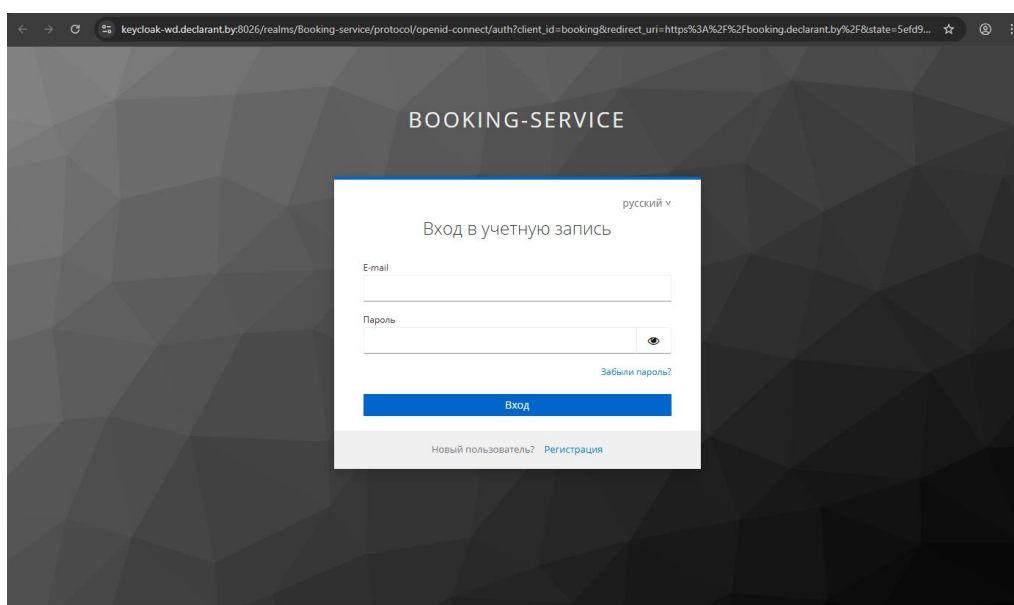 keycloak-wd.declarant.by:8026/realms/Booking-service/protocol/openid-connect/auth?client_id=booking&redirect_uri=https%3A%2F%2Fbooking.declarant.by%2F&state=5efd9...
BOOKING-SERVICE
русский
Вход в учетную запись
E-mail
Пароль
Забыли пароль?
Вход
Новый пользователь? Регистрация